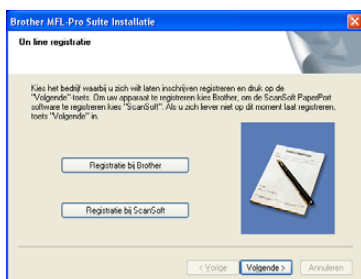 Brother MFL-Pro Suite Installatie
On line registratie
Kies het bedrijf waarbij u zich wilt laten inschrijven registreren en druk op de
"Volgende"-toets. Om uw apparaat te registreren kies Brother, om de ScanSoft PaperPort
software te registreren kies "ScanSoft". Als u zich liever niet op dit moment laat registreren,
toets "Volgende" in.
Registratie bij Brother
Registratie bij ScanSoft
< Vorige
Volgende >
Annuleren